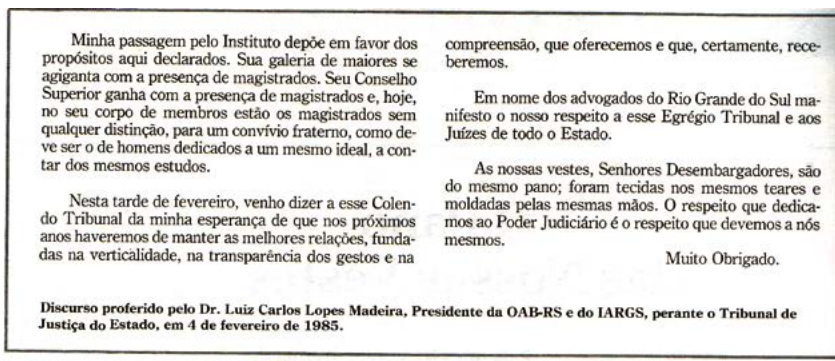 Minha passagem pelo Instituto depõe em favor dos
propósitos aqui declarados. Sua galeria de maiores se
agiganta com a presença de magistrados. Seu Conselho
Superior ganha com a presença de magistrados e, hoje,
no seu corpo de membros estão os magistrados sem
qualquer distinção, para um convívio fraterno, como de-
ve ser o de homens dedicados a um mesmo ideal, a con-
tar dos mesmos estudos.
Nesta tarde de fevereiro, venho dizer a esse Colen-
do Tribunal da minha esperança de que nos próximos
anos haveremos de manter as melhores relações, funda-
das na verticalidade, na transparência dos gestos e na
compreensão, que oferecemos e que, certamente, rece-
beremos.
Em nome dos advogados do Rio Grande do Sul ma-
nifesto o nosso respeito a esse Egrégio Tribunal e aos
Juízes de todo o Estado.
As nossas vestes, Senhores Desembargadores, são
do mesmo pano; foram tecidas nos mesmos teares e
moldadas pelas mesmas mãos. O respeito que dedica-
mos ao Poder Judiciário é o respeito que devemos a nós
mesmos.
Muito Obrigado.
Discurso proferido pelo Dr. Luiz Carlos Lopes Madeira, Presidente da OAB-RS e do IARGS, perante o Tribunal de
Justiça do Estado, em 4 de fevereiro de 1985.